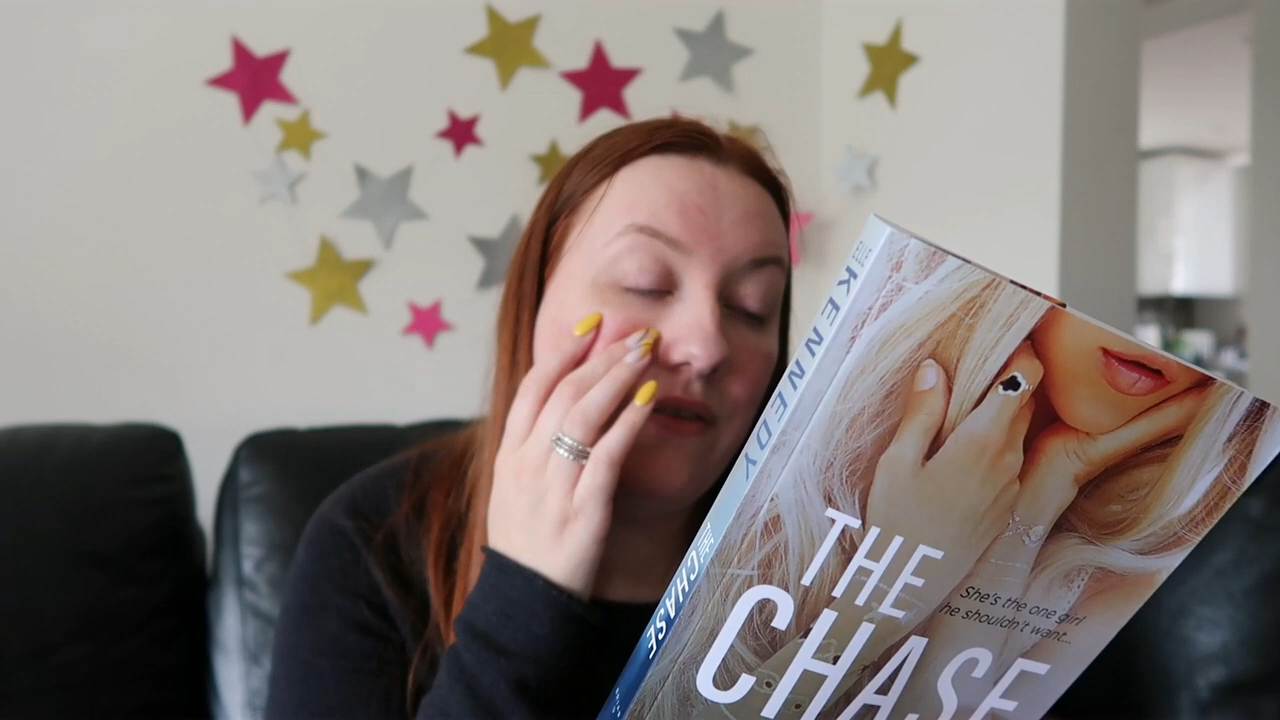 ELLE
KENNEDY
THE
CHASE
THE
CHASE
She's the one girl
he shouldn't want...